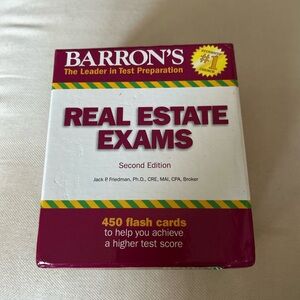 BARRON'S
The Leader in Test Preparation
#1
REAL ESTATE
EXAMS
Second Edition
Jack P. Friedman, Ph.D., CRE, MAI, CPA, Broker
450 flash cards
to help you achieve
a higher test score